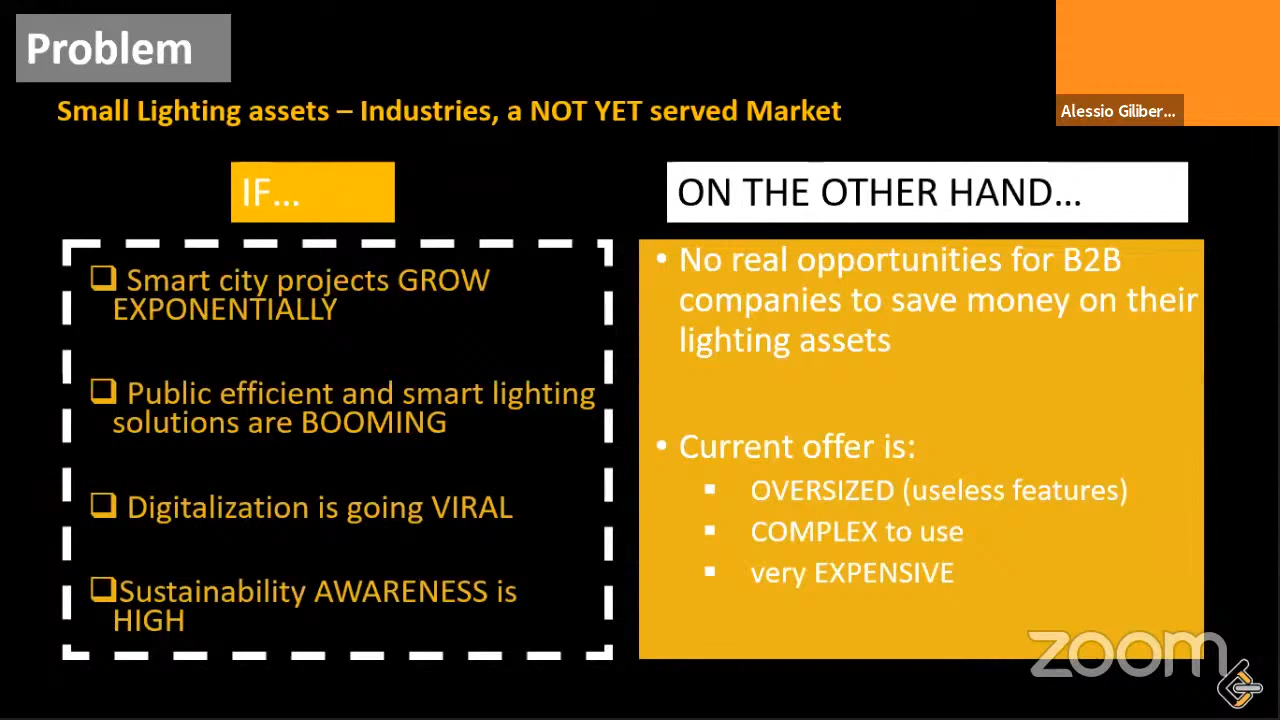 Problem
Small Lighting assets – Industries, a NOT YET served Market
Alessio Giliber...
IF...
❑ Smart city projects GROW
EXPONENTIALLY
❑ Public efficient and smart lighting
solutions are BOOMING
❑ Digitalization is going VIRAL
❑Sustainability AWARENESS is
HIGH
ON THE OTHER HAND...
• No real opportunities for B2B
companies to save money on their
lighting assets
• Current offer is:
▪ OVERSIZED (useless features)
▪ COMPLEX to use
▪ very EXPENSIVE
zoom